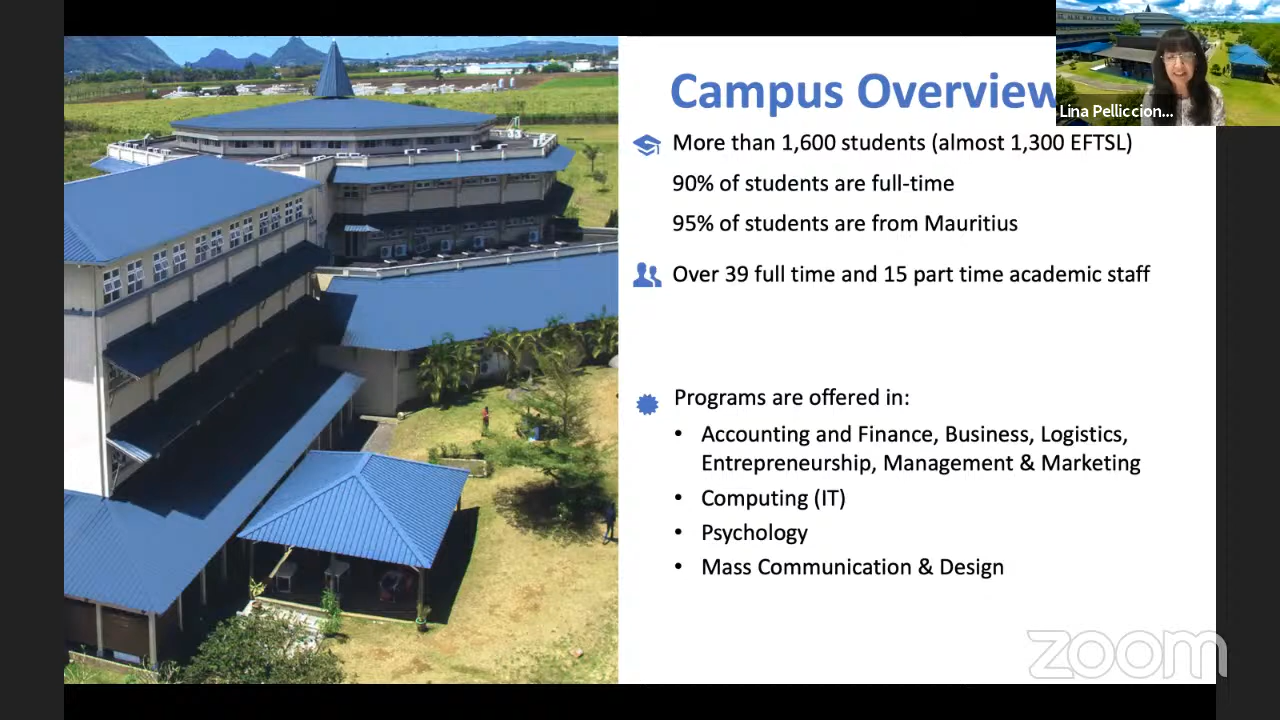 Campus Overview
Lina Pelliccion...
More than 1,600 students (almost 1,300 EFTSL)
90% of students are full-time
95% of students are from Mauritius
Over 39 full time and 15 part time academic staff
Programs are offered in:
• Accounting and Finance, Business, Logistics,
Entrepreneurship, Management & Marketing
• Computing (IT)
• Psychology
• Mass Communication & Design
zoom